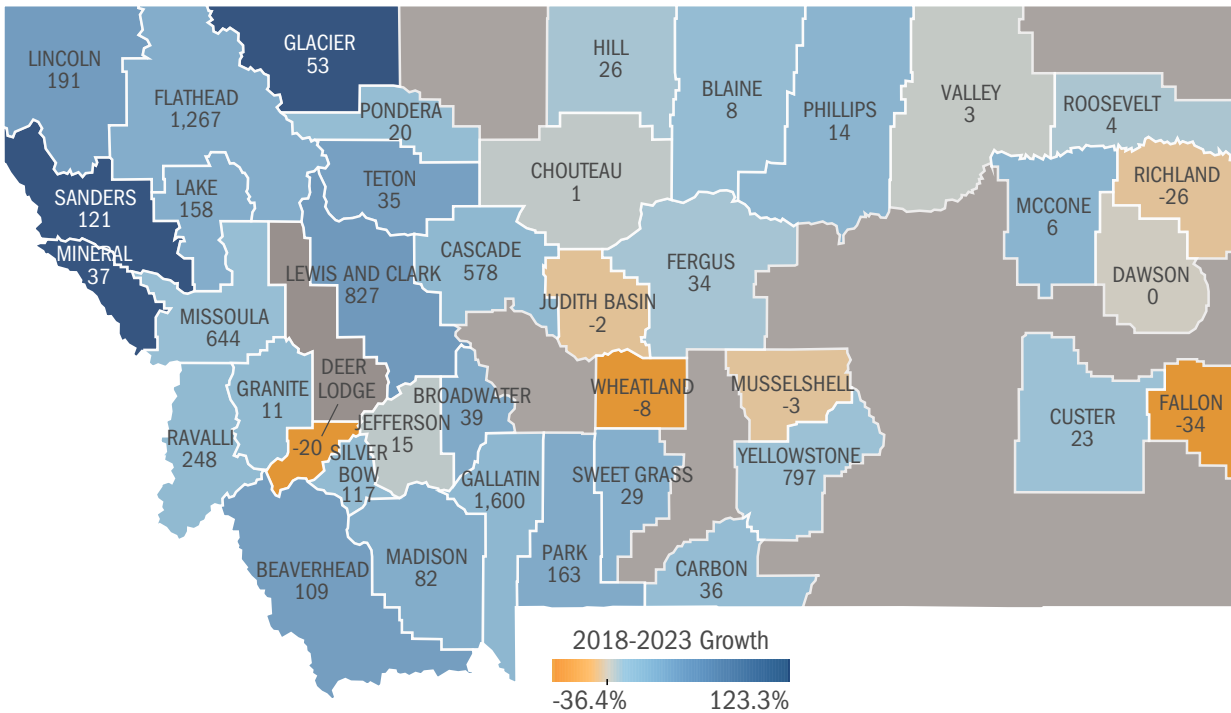 GLACIER
53
LINCOLN
191
FLATHEAD
1,267
HILL
26
BLAINE
8
PHILLIPS
14
VALLEY
3
ROOSEVELT
4
PONDERA
20
CHOUTEAU
1
TETON
35
SANDERS
121
LAKE
158
RICHLAND
-26
MCCONE
6
MINERAL
37
LEWIS AND CLARK
827
CASCADE
578
FERGUS
34
DAWSON
0
JUDITH BASIN
-2
MISSOULA
644
DEER
LODGE
-20
GRANITE
11
BROADWATER
39
WHEATLAND
-8
MUSSELSHELL
-3
CUSTER
23
FALLON
-34
JEFFERSON
15
RAVALLI
248
SILVER
BOW
117
GALLATIN
1,600
SWEET GRASS
29
YELLOWSTONE
797
BEAVERHEAD
109
MADISON
82
PARK
163
CARBON
36
2018-2023 Growth
-36.4%
123.3%